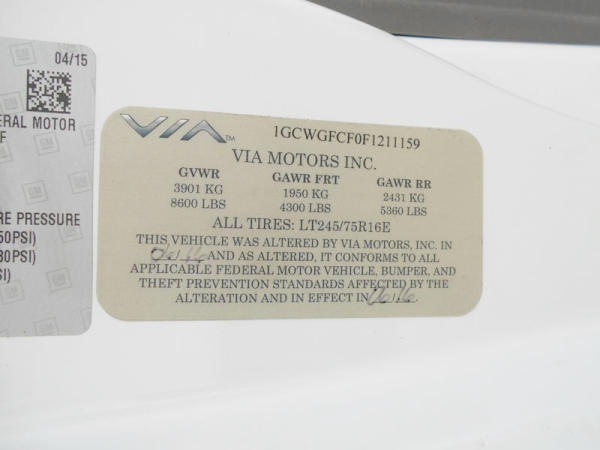 04/15
ERAL MOTOR
F
RE PRESSURE
50PSI)
80PSI)
SI)
VIA TM
1GCWGFCF0F1211159
VIA MOTORS INC.
GVWR GAWR FRT GAWR RR
3901 KG 1950 KG 2431 KG
8600 LBS 4300 LBS 5360 LBS
ALL TIRES: LT245/75R16E
THIS VEHICLE WAS ALTERED BY VIA MOTORS, INC. IN
AND AS ALTERED, IT CONFORMS TO ALL
APPLICABLE FEDERAL MOTOR VEHICLE, BUMPER, AND
THEFT PREVENTION STANDARDS AFFECTED BY THE
ALTERATION AND IN EFFECT IN